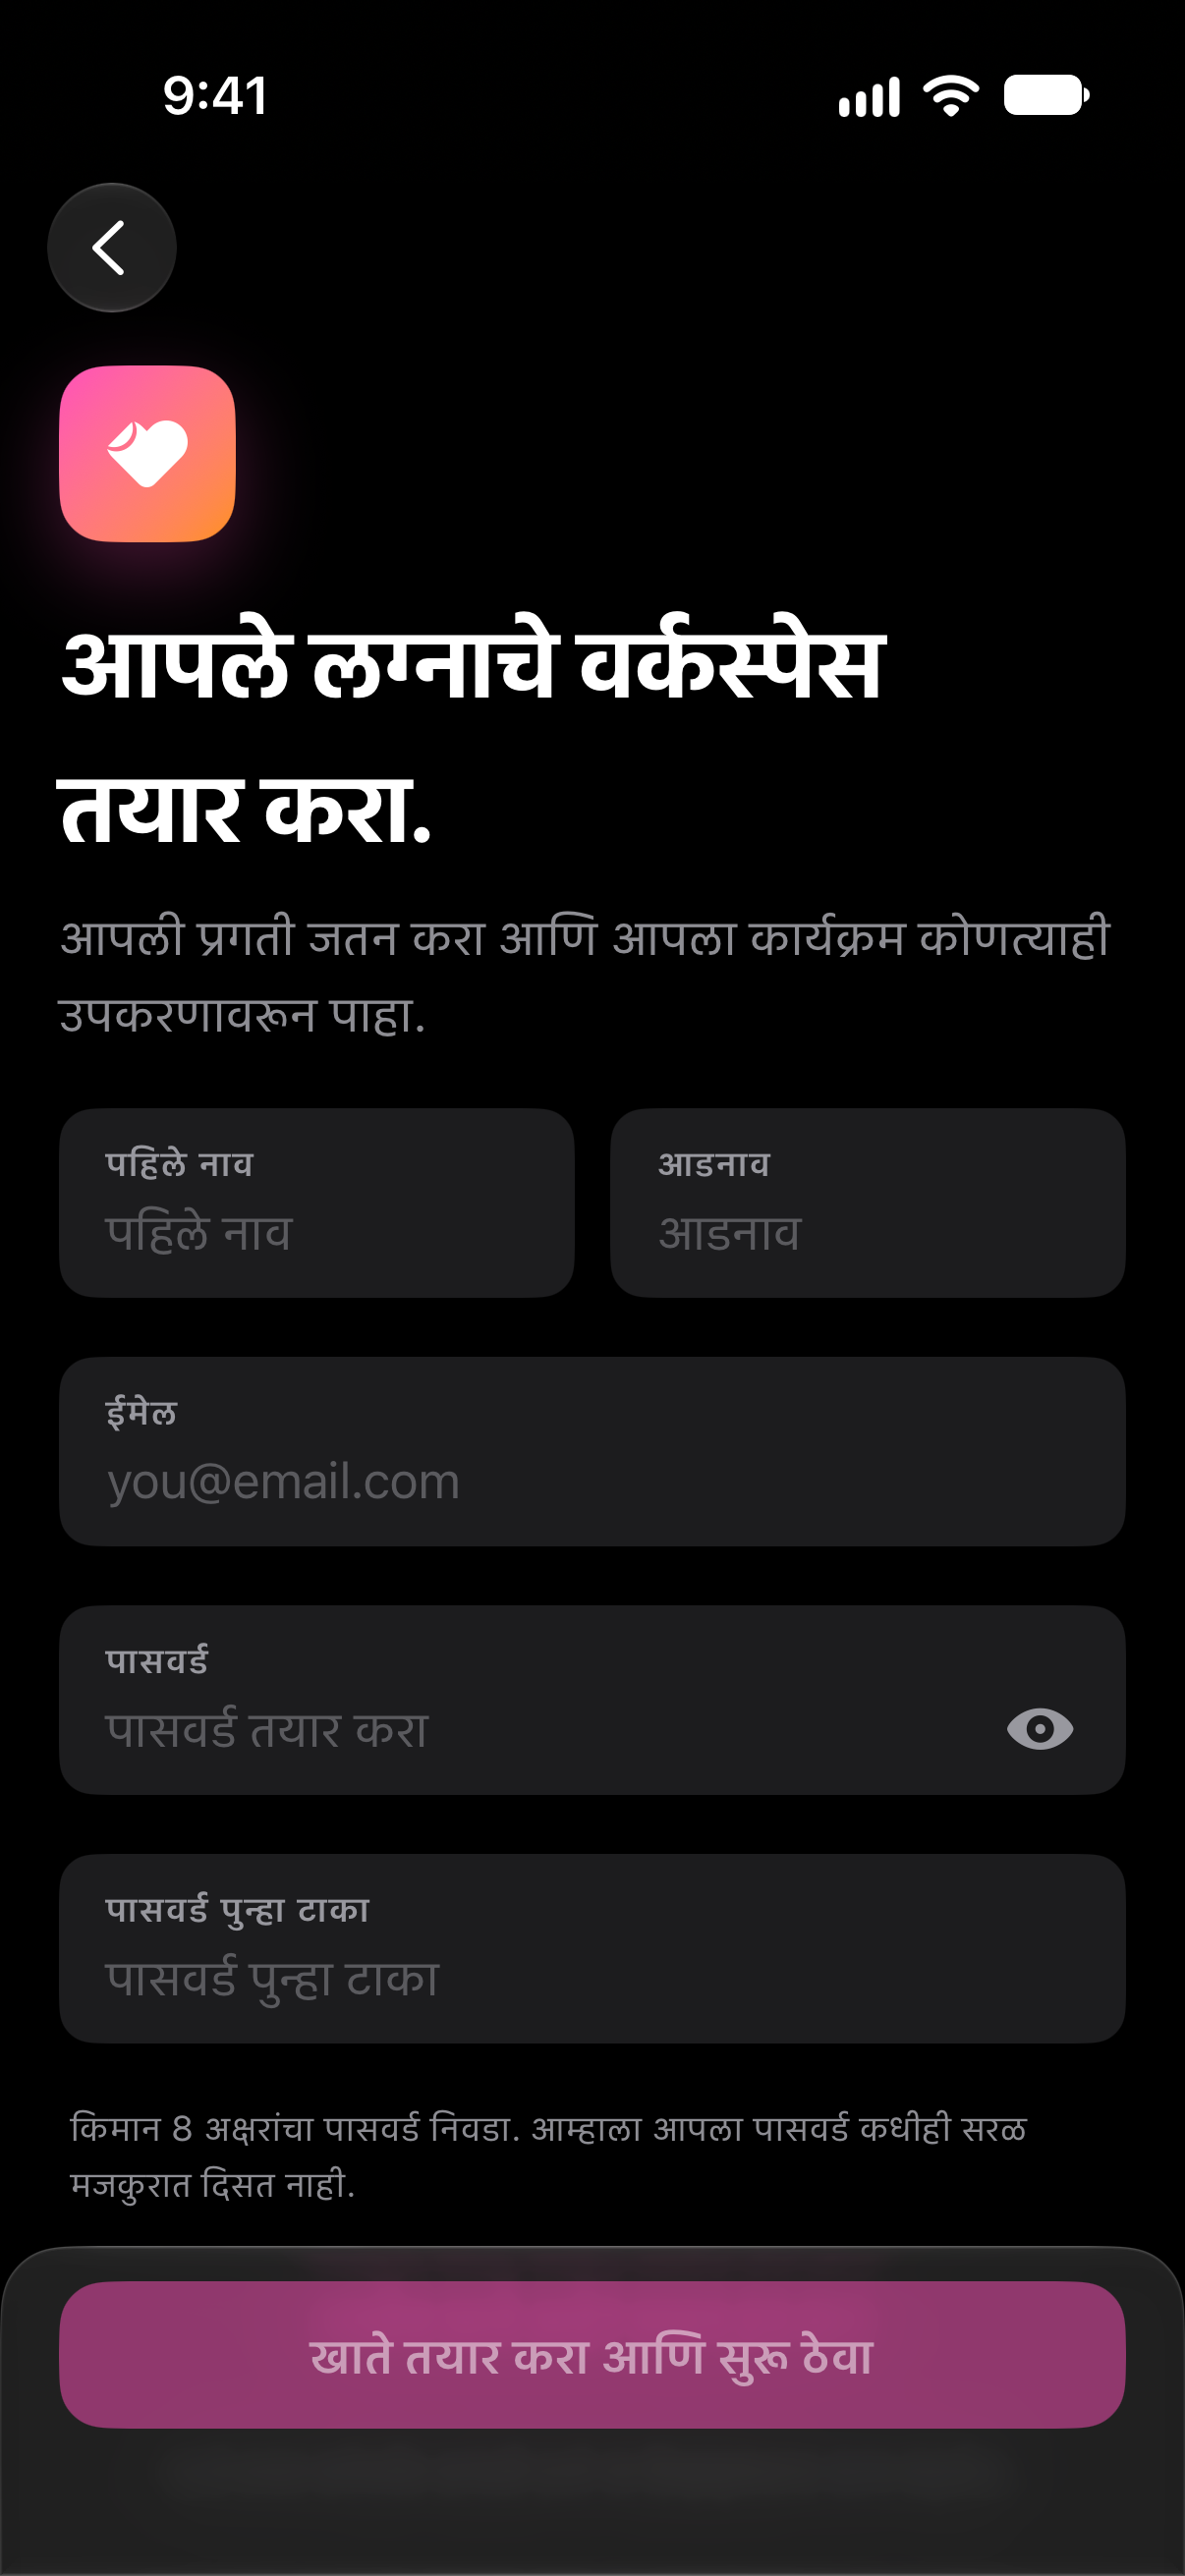 9:41
आपले लग्नाचे वर्कस्पेस
तयार करा.
आपली प्रगती जतन करा आणि आपला कार्यक्रम कोणत्याही
उपकरणावरून पाहा.
पहिले नाव
पहिले नाव
आडनाव
आडनाव
ईमेल
you@email.com
पासवर्ड
पासवर्ड तयार करा
पासवर्ड पुन्हा टाका
पासवर्ड पुन्हा टाका
किमान 8 अक्षरांचा पासवर्ड निवडा. आम्हाला आपला पासवर्ड कधीही सरळ
मजकुरात दिसत नाही.
खाते तयार करा आणि सुरू ठेवा